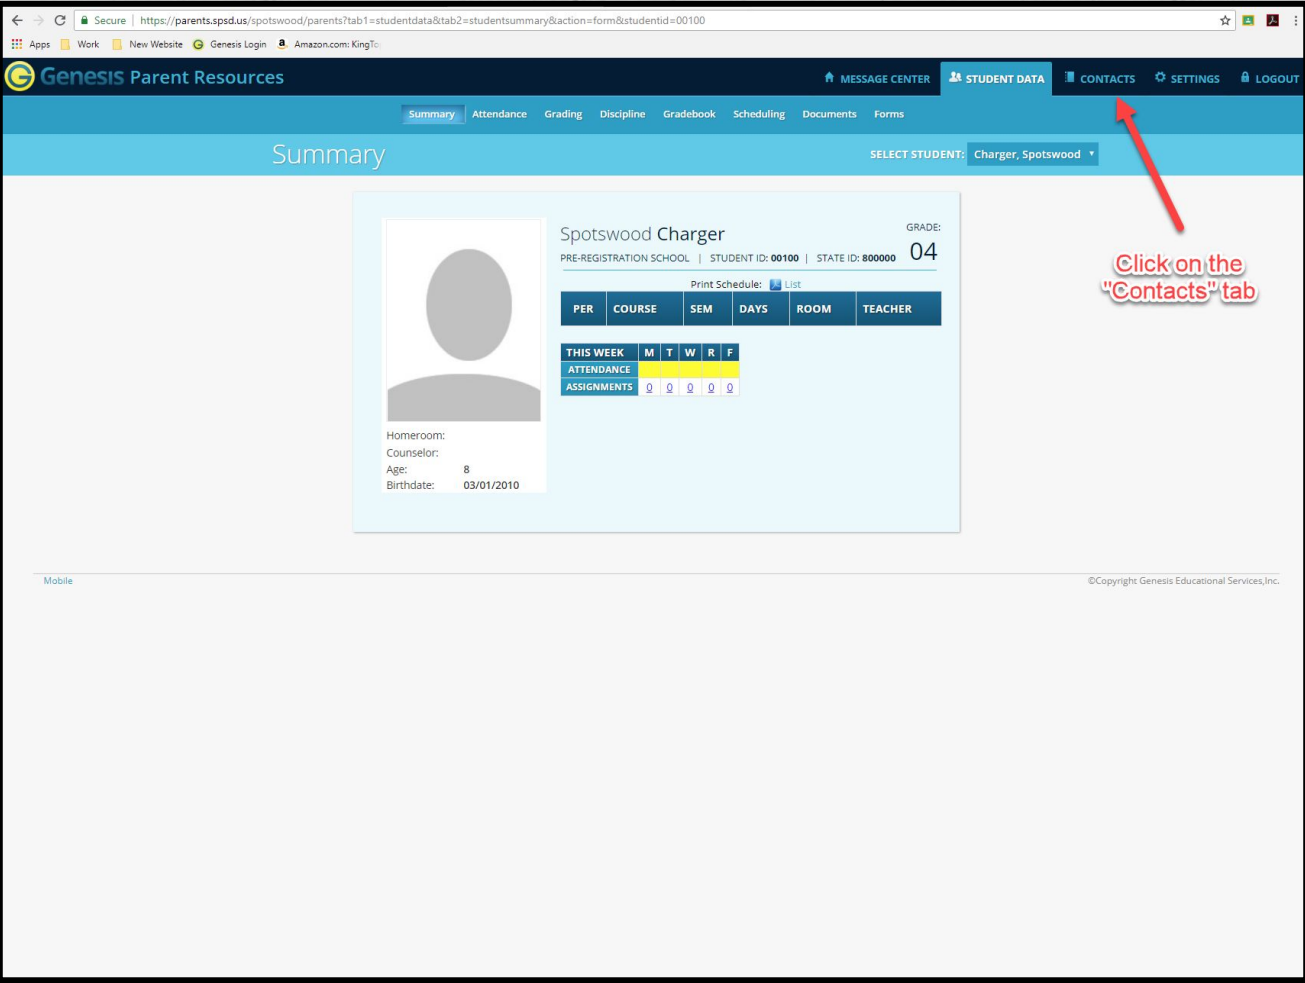 Secure | https://parents.spsd.us/spotswood/parents?tab1=studentdata&tab2=studentsummary&action=form&studentid=00100
Apps Work New Website Genesis Login Amazon.com: KingTo
Genesis Parent Resources
MESSAGE CENTER STUDENT DATA CONTACTS SETTINGS LOGOUT
Summary Attendance Grading Discipline Gradebook Scheduling Documents Forms
Summary
SELECT STUDENT: Charger, Spotswood
Spotswood Charger
GRADE:
04
PRE-REGISTRATION SCHOOL | STUDENT ID: 00100 | STATE ID: 800000
Print Schedule: List
PER COURSE SEM DAYS ROOM TEACHER
THIS WEEK M T W R F
ATTENDANCE
ASSIGNMENTS 0 0 0 0 0
Homeroom:
Counselor:
Age: 8
Birthdate: 03/01/2010
Click on the
"Contacts" tab
Mobile
©Copyright Genesis Educational Services,Inc.